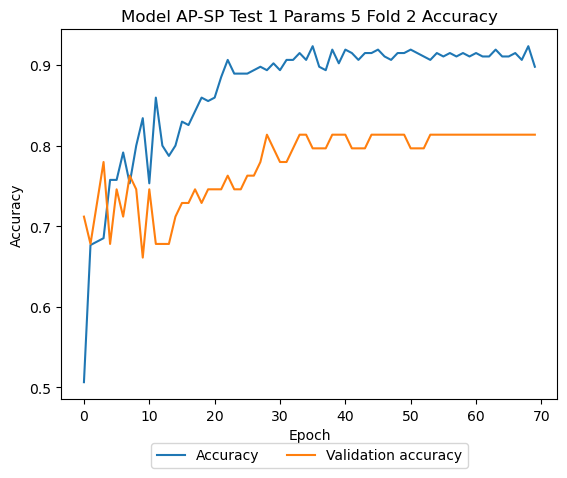 Model AP-SP Test 1 Params 5 Fold 2 Accuracy
Accuracy
0.9
0.8
0.7
0.6
0.5
0 10 20 30 40 50 60 70
Epoch
Accuracy Validation accuracy